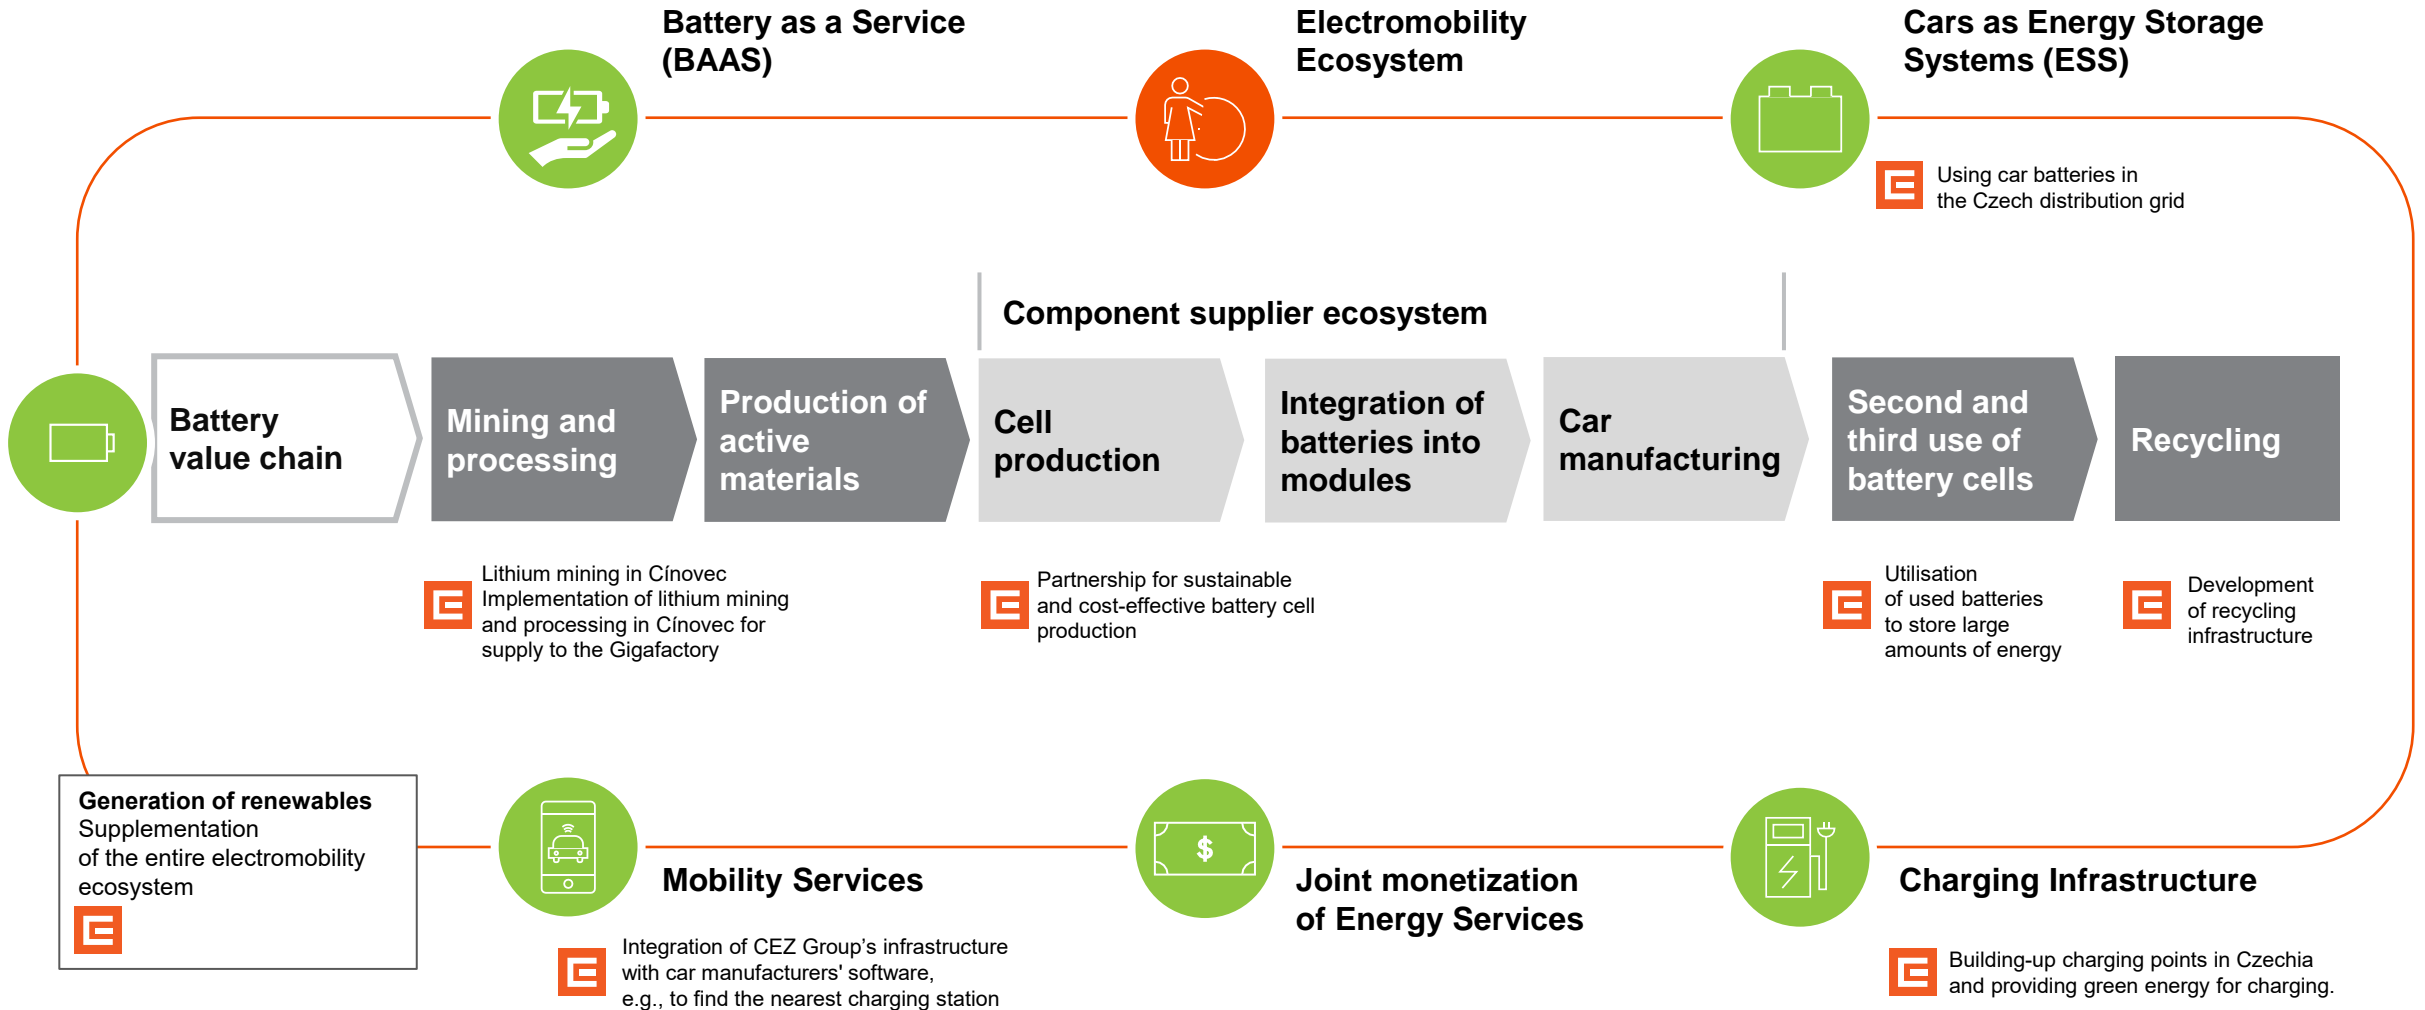 Battery as a Service
(BAAS)
Electromobility
Ecosystem
Cars as Energy Storage
Systems (ESS)
Using car batteries in
the Czech distribution grid
Component supplier ecosystem
Battery
value chain
Mining and
processing
Production of
active
materials
Cell
production
Integration of
batteries into
modules
Car
manufacturing
Second and
third use of
battery cells
Recycling
Lithium mining in Cínovec
Implementation of lithium mining
and processing in Cínovec for
supply to the Gigafactory
Partnership for sustainable
and cost-effective battery cell
production
Utilisation
of used batteries
to store large
amounts of energy
Development
of recycling
infrastructure
Generation of renewables
Supplementation
of the entire electromobility
ecosystem
Mobility Services
Integration of CEZ Group’s infrastructure
with car manufacturers' software,
e.g., to find the nearest charging station
$
Joint monetization
of Energy Services
Charging Infrastructure
Building-up charging points in Czechia
and providing green energy for charging.